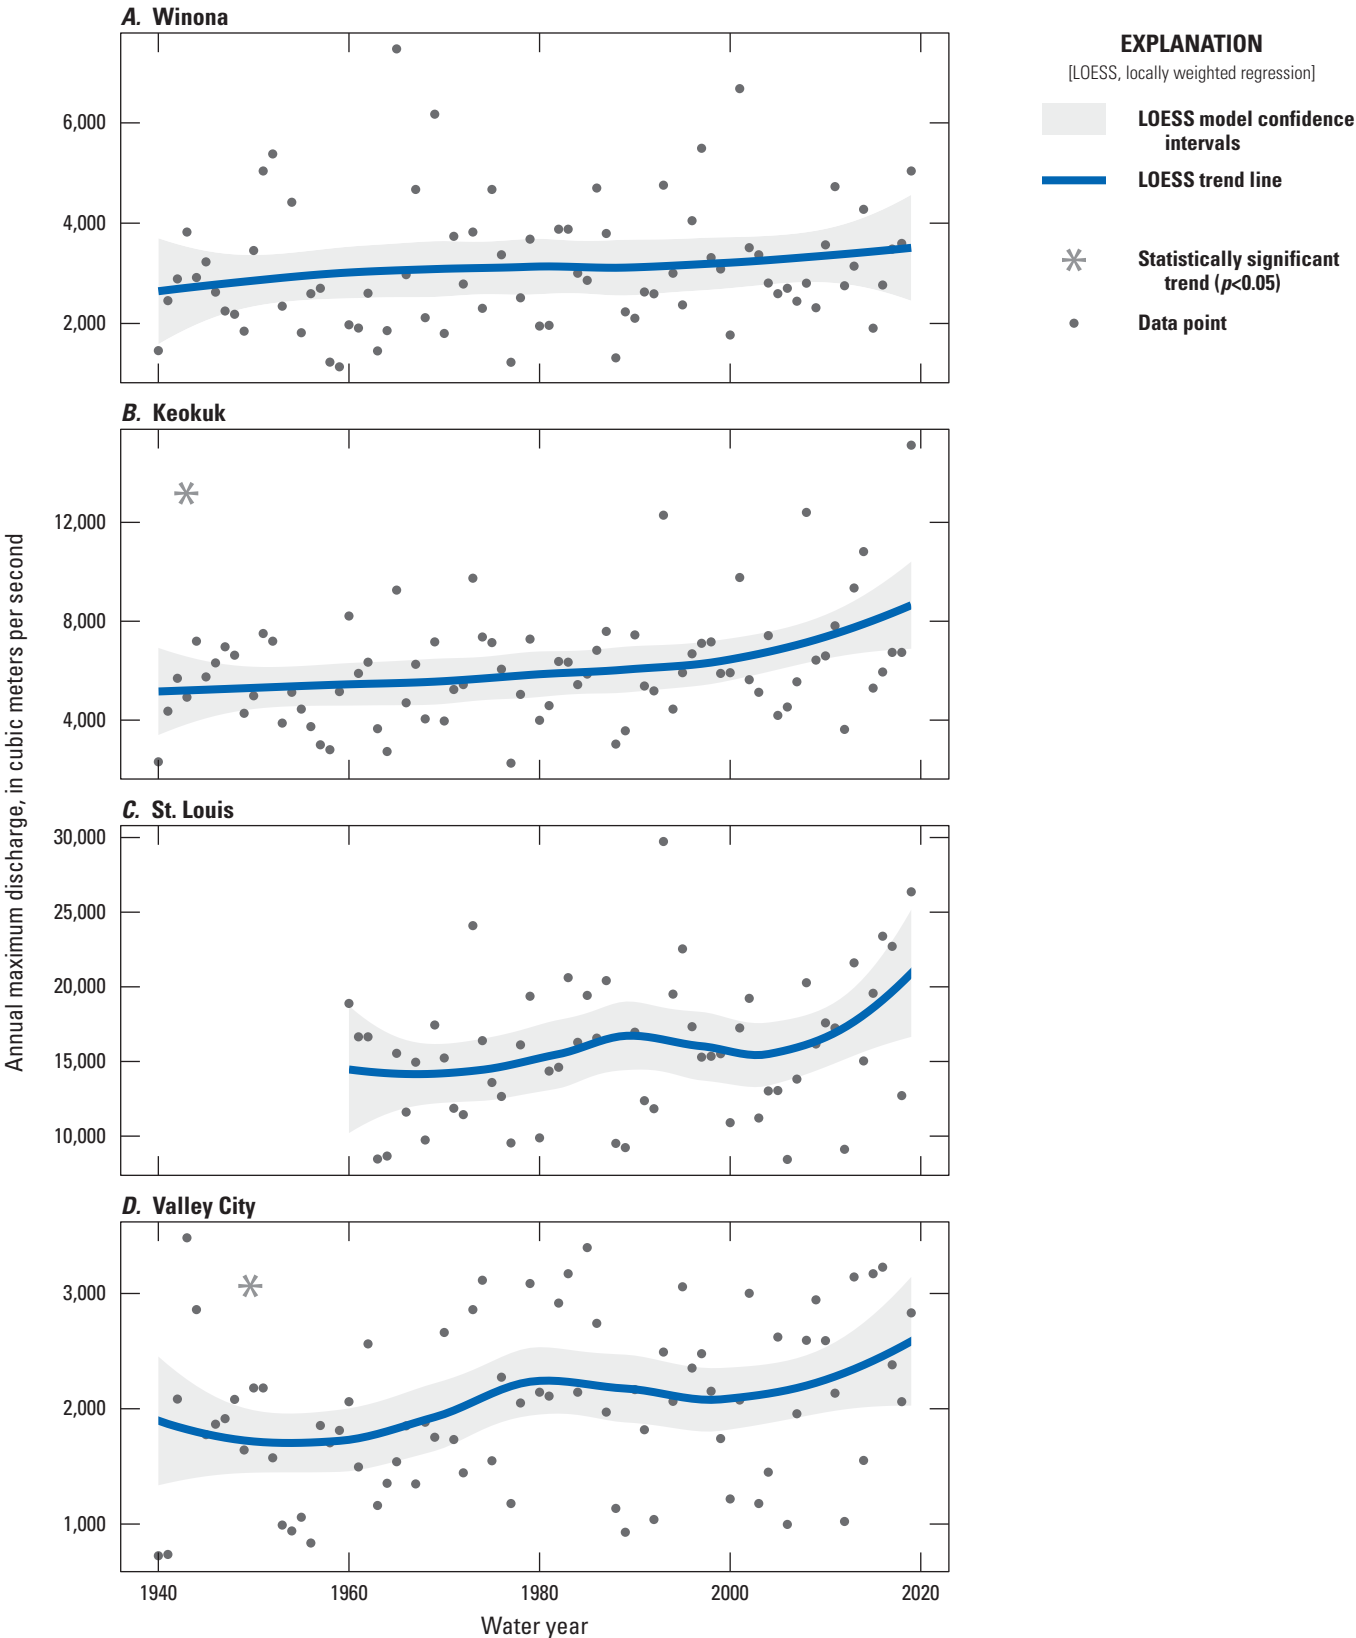 A. Winona
6,000
4,000
2,000
B. Keokuk
12,000
8,000
4,000
C. St. Louis
30,000
25,000
20,000
15,000
10,000
D. Valley City
3,000
2,000
1,000
1940
1960
1980
2000
2020
Water year
Annual maximum discharge, in cubic meters per second
EXPLANATION
[LOESS, locally weighted regression]
LOESS model confidence
intervals
LOESS trend line
Statistically significant
trend (p<0.05)
Data point